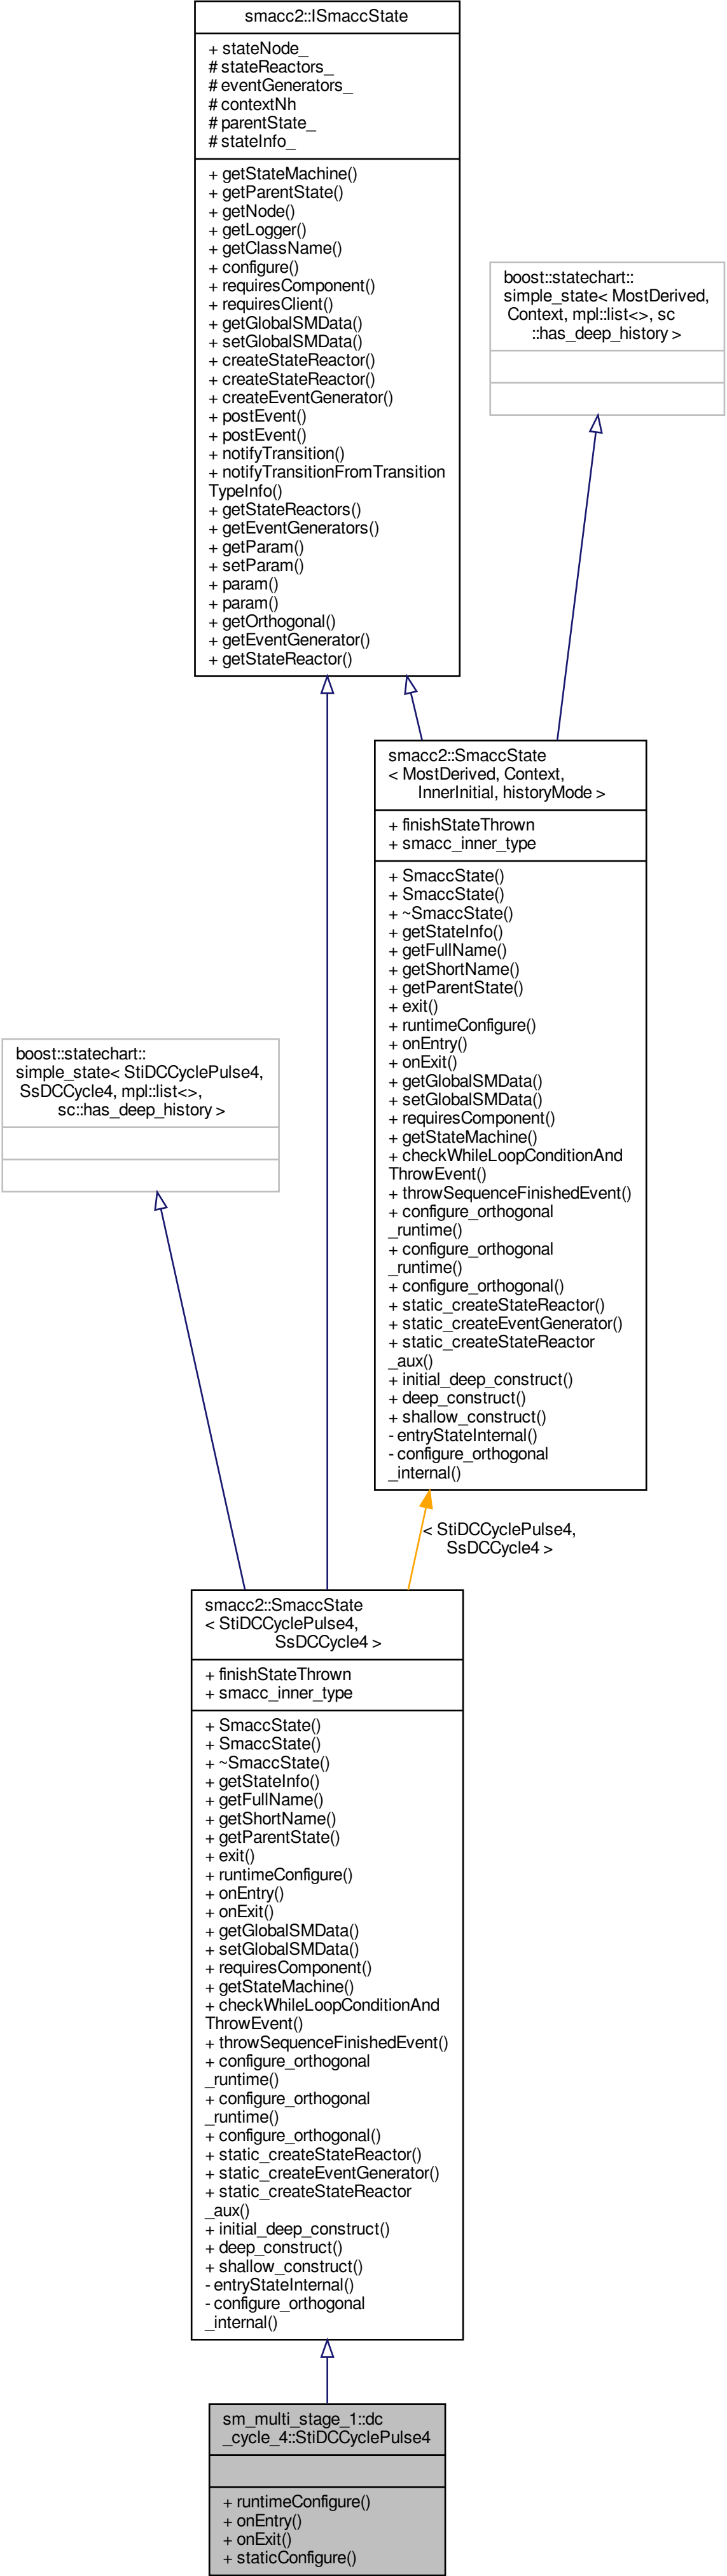 smacc2::ISmaccState
+ stateNode_
# stateReactors_
# eventGenerators_
# contextNh
# parentState_
# stateInfo_
+ getStateMachine()
+ getParentState()
+ getNode()
+ getLogger()
+ getClassName()
+ configure()
+ requiresComponent()
+ requiresClient()
+ getGlobalSMData()
+ setGlobalSMData()
+ createStateReactor()
+ createStateReactor()
+ createEventGenerator()
+ postEvent()
+ postEvent()
+ notifyTransition()
+ notifyTransitionFromTransition
TypeInfo()
+ getStateReactors()
+ getEventGenerators()
+ getParam()
+ setParam()
+ param()
+ param()
+ getOrthogonal()
+ getEventGenerator()
+ getStateReactor()
boost::statechart::
simple_state< MostDerived,
Context, mpl::list<>, sc
::has_deep_history >
smacc2::SmaccState
< MostDerived, Context,
InnerInitial, historyMode >
+ finishStateThrown
+ smacc_inner_type
+ SmaccState()
+ SmaccState()
+ ~SmaccState()
+ getStateInfo()
+ getFullName()
+ getShortName()
+ getParentState()
+ exit()
+ runtimeConfigure()
+ onEntry()
+ onExit()
+ getGlobalSMData()
+ setGlobalSMData()
+ requiresComponent()
+ getStateMachine()
+ checkWhileLoopConditionAnd
ThrowEvent()
+ throwSequenceFinishedEvent()
+ configure_orthogonal
_runtime()
+ configure_orthogonal
_runtime()
+ configure_orthogonal()
+ static_createStateReactor()
+ static_createEventGenerator()
+ static_createStateReactor
_aux()
+ initial_deep_construct()
+ deep_construct()
+ shallow_construct()
- entryStateInternal()
- configure_orthogonal
_internal()
boost::statechart::
simple_state< StiDCCyclePulse4,
SsDCCycle4, mpl::list<>,
sc::has_deep_history >
< StiDCCyclePulse4,
SsDCCycle4 >
smacc2::SmaccState
< StiDCCyclePulse4,
SsDCCycle4 >
+ finishStateThrown
+ smacc_inner_type
+ SmaccState()
+ SmaccState()
+ ~SmaccState()
+ getStateInfo()
+ getFullName()
+ getShortName()
+ getParentState()
+ exit()
+ runtimeConfigure()
+ onEntry()
+ onExit()
+ getGlobalSMData()
+ setGlobalSMData()
+ requiresComponent()
+ getStateMachine()
+ checkWhileLoopConditionAnd
ThrowEvent()
+ throwSequenceFinishedEvent()
+ configure_orthogonal
_runtime()
+ configure_orthogonal
_runtime()
+ configure_orthogonal()
+ static_createStateReactor()
+ static_createEventGenerator()
+ static_createStateReactor
_aux()
+ initial_deep_construct()
+ deep_construct()
+ shallow_construct()
- entryStateInternal()
- configure_orthogonal
_internal()
sm_multi_stage_1::dc
_cycle_4::StiDCCyclePulse4
+ runtimeConfigure()
+ onEntry()
+ onExit()
+ staticConfigure()